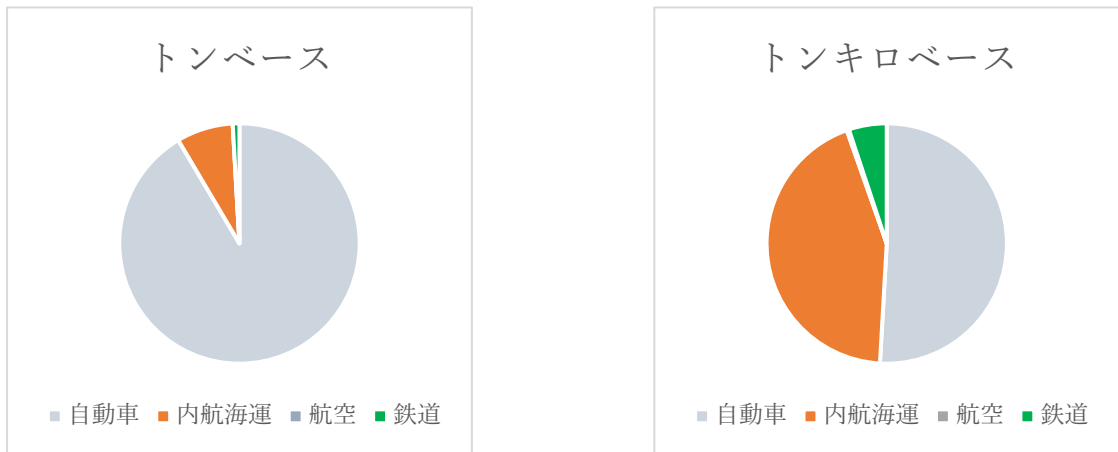 トンベース
自動車 内航海運 航空 鉄道
トンキロベース
自動車 内航海運 航空 鉄道